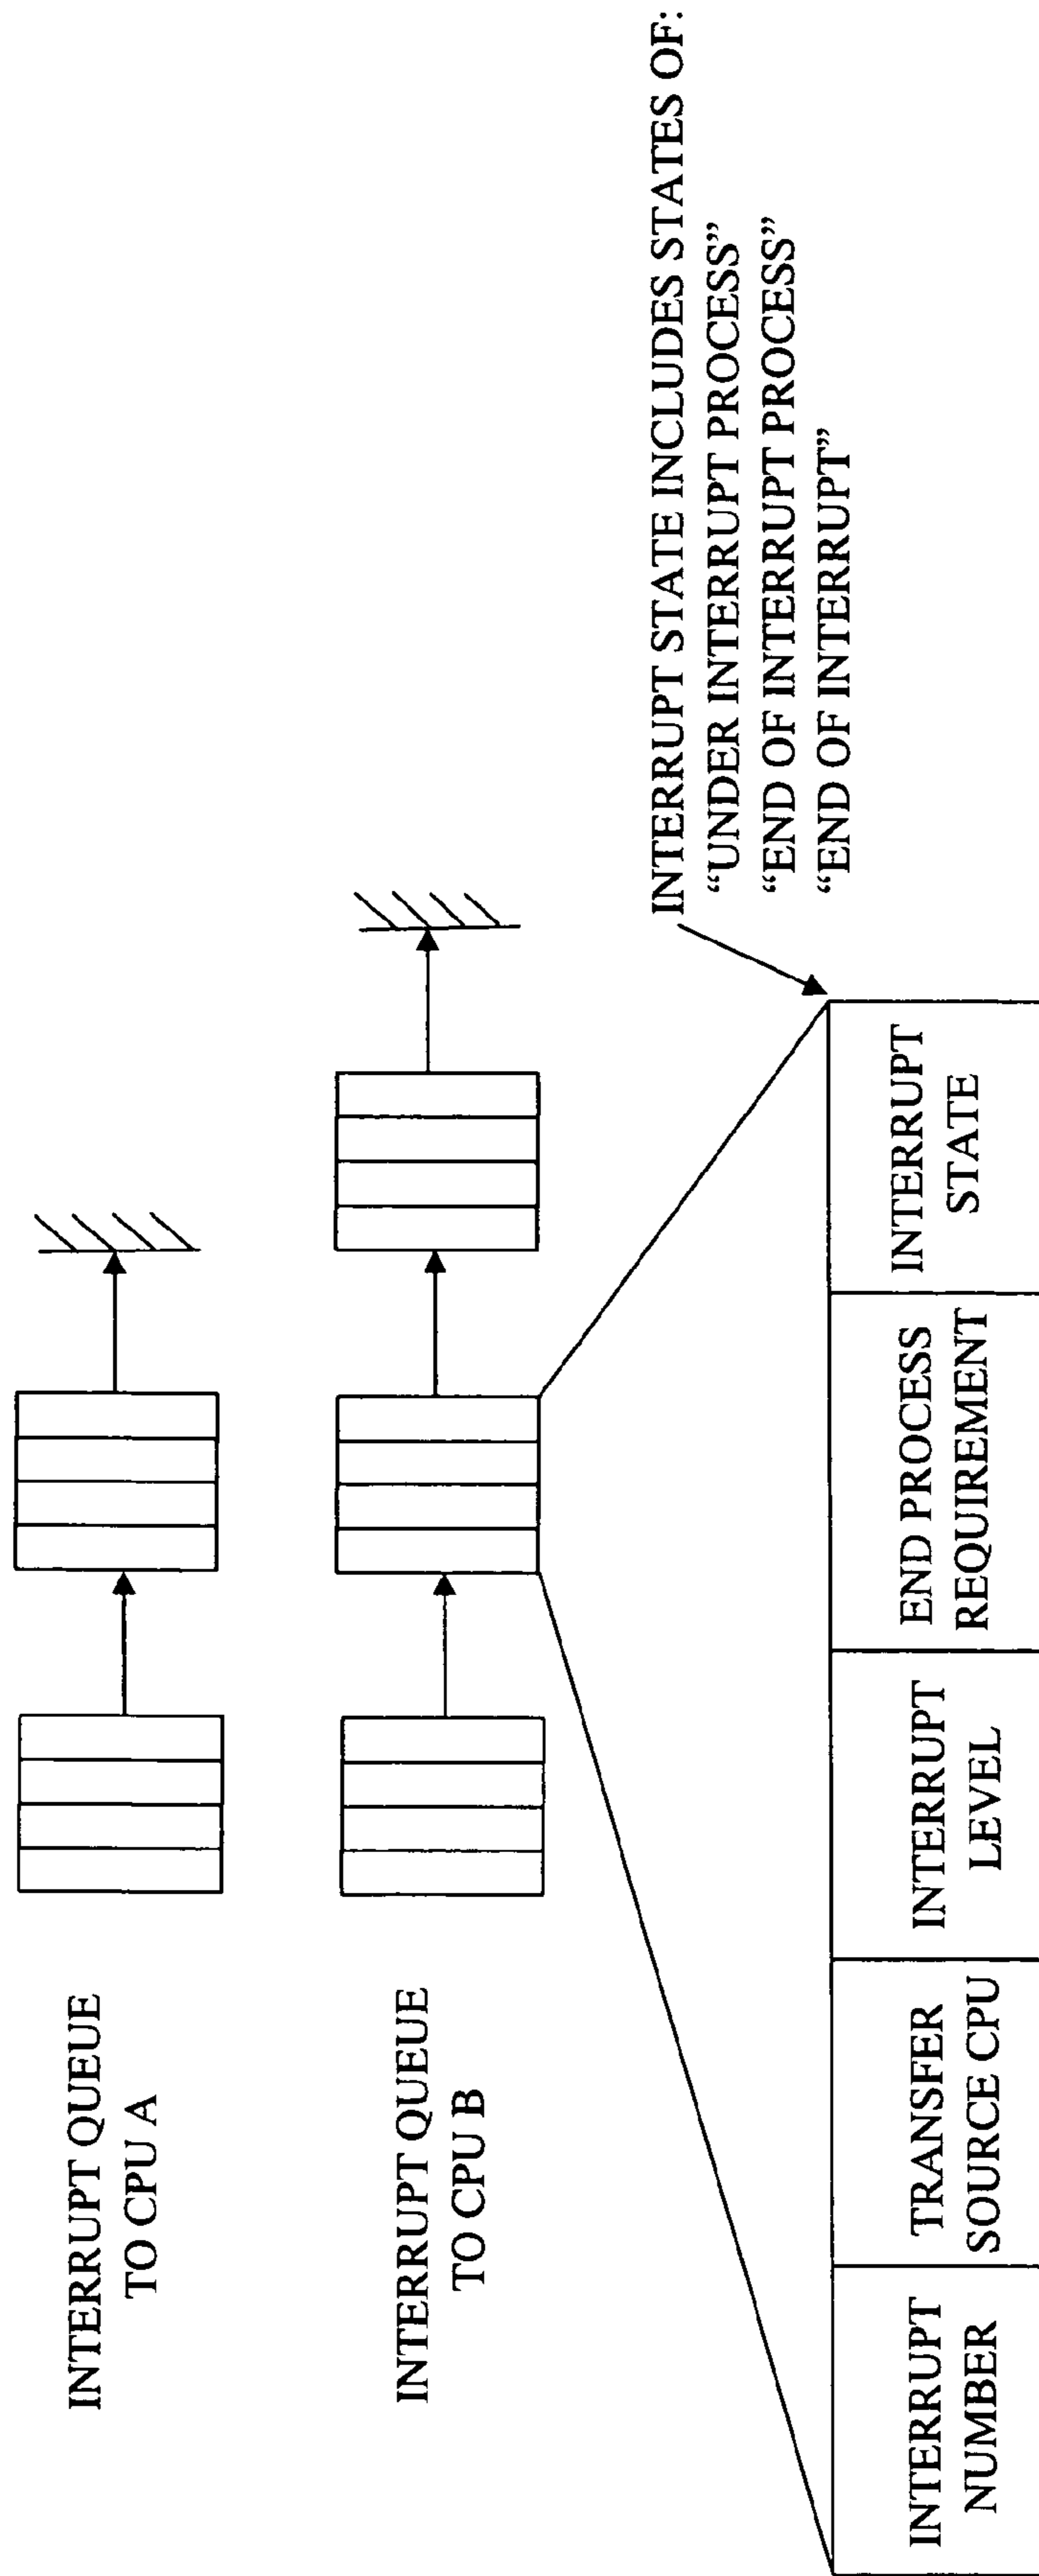 INTERRUPT QUEUE
TO CPU A
INTERRUPT QUEUE
TO CPU B
INTERRUPT STATE INCLUDES STATES OF:
“UNDER INTERRUPT PROCESS”
“END OF INTERRUPT PROCESS”
“END OF INTERRUPT”
INTERRUPT
NUMBER
TRANSFER
SOURCE CPU
INTERRUPT
LEVEL
END PROCESS
REQUIREMENT
INTERRUPT
STATE